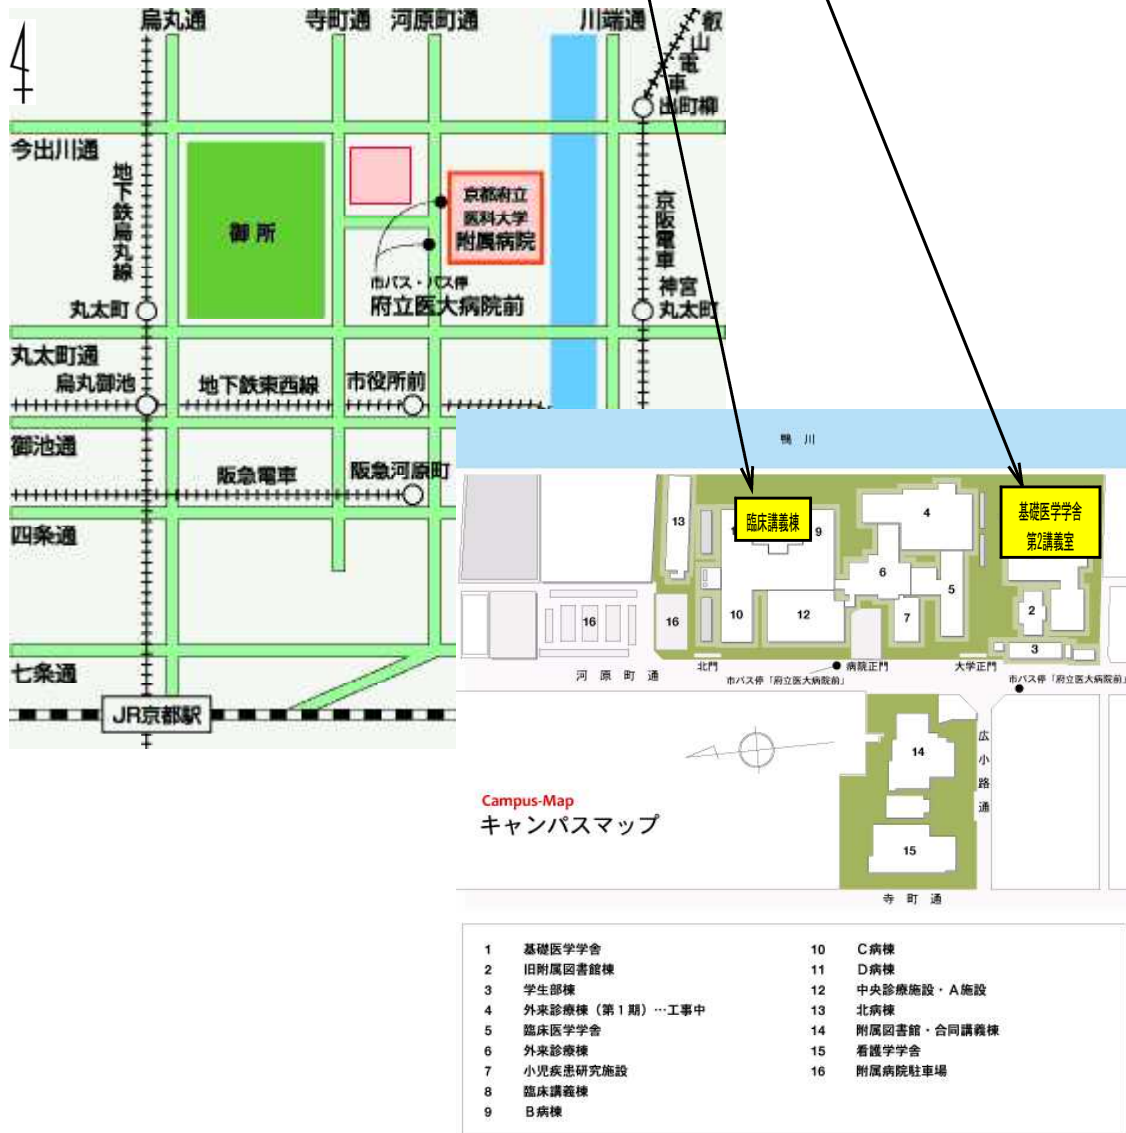 烏丸通
寺町通
河原町通
川端通
叡山電車
出町柳
今出川通
地下鉄烏丸線
御所
京都府立
医科大学
附属病院
京阪電車
市バス・バス停
府立医大病院前
神宮
丸太町
丸太町
丸太町通
烏丸御池
地下鉄東西線
市役所前
御池通
阪急電車
阪急河原町
四条通
七条通
JR京都駅
鴨川
13
臨床講義棟
9
4
基礎医学学舎
第2講義室
6
5
16
16
10
12
7
2
3
河原町通
北門
市バス停「府立医大病院前」
病院正門
大学正門
市バス停「府立医大病院前」
14
広小路通
Campus-Map
キャンパスマップ
15
寺町通
1 基礎医学学舎
2 旧附属図書館棟
3 学生部棟
4 外来診療棟(第1期)…工事中
5 臨床医学学舎
6 外来診療棟
7 小児疾患研究施設
8 臨床講義棟
9 B病棟
10 C病棟
11 D病棟
12 中央診療施設・A施設
13 北病棟
14 附属図書館・合同講義棟
15 看護学学舎
16 附属病院駐車場